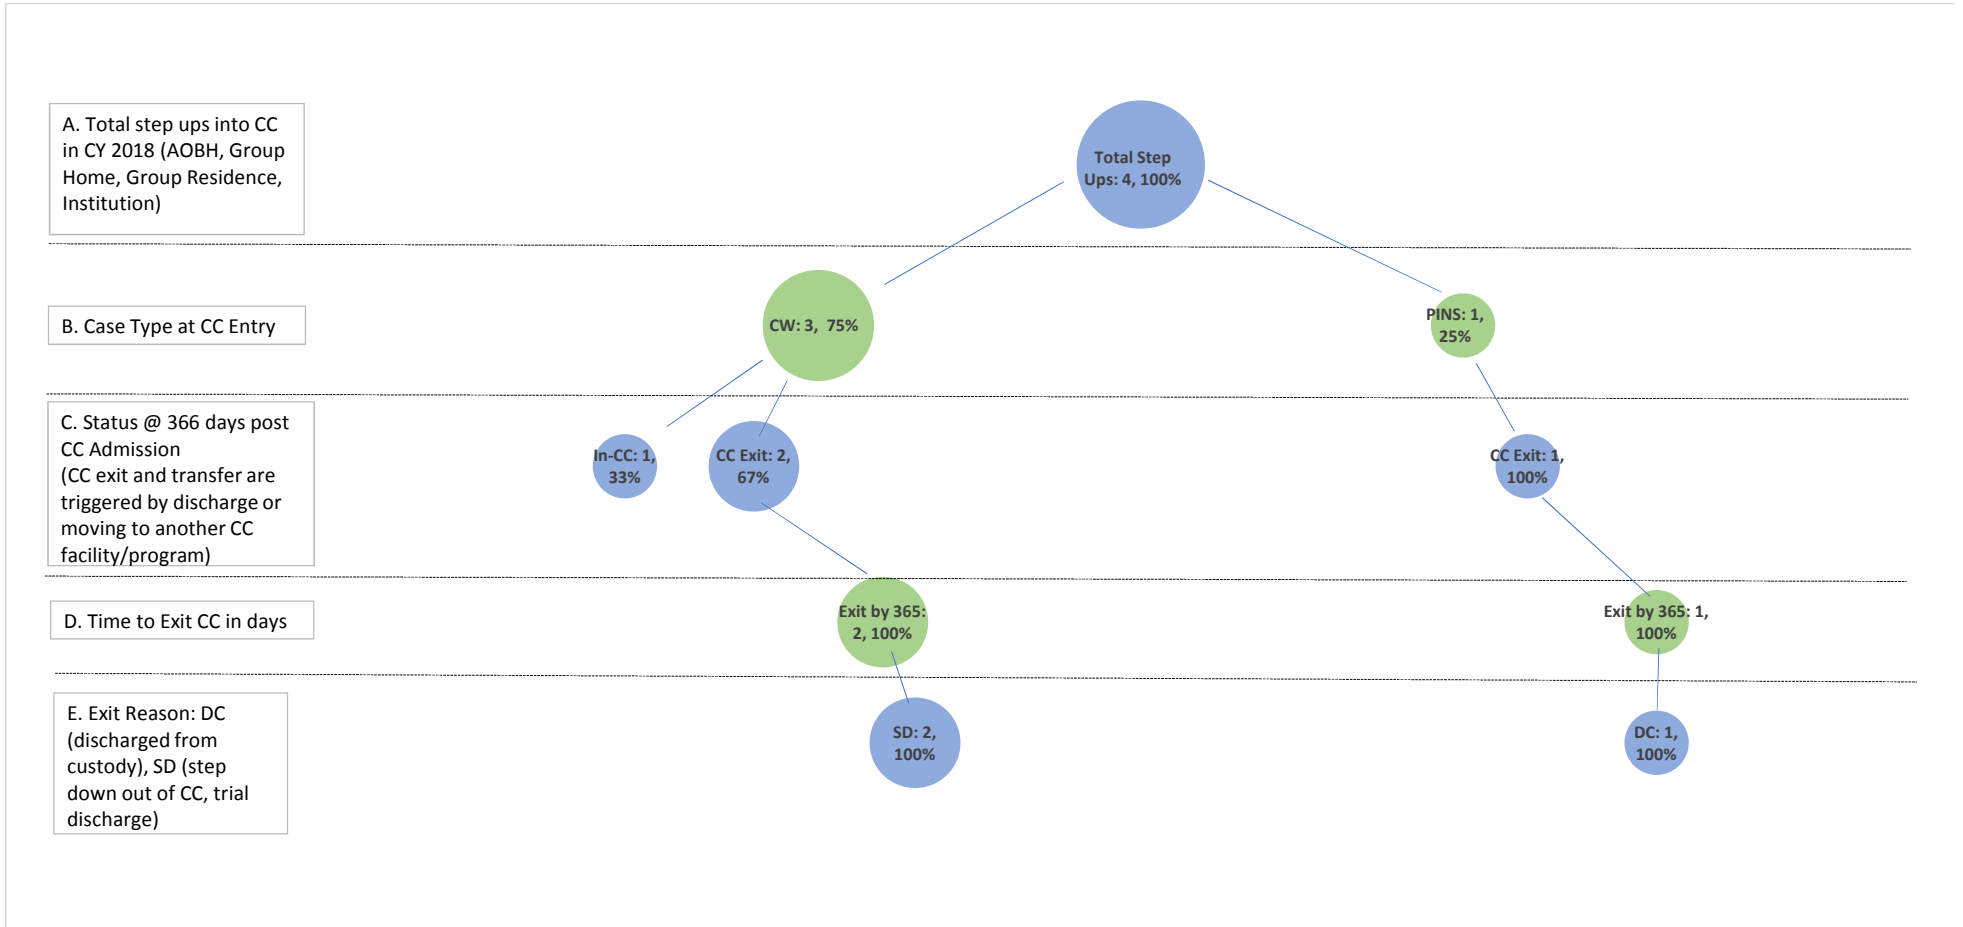 A. Total step ups into CC
in CY 2018 (AOBH, Group
Home, Group Residence,
Institution)
Total Step
Ups: 4, 100%
B. Case Type at CC Entry
CW: 3,  75%
PINS: 1,
25%
C. Status @ 366 days post
CC Admission
(CC exit and transfer are
triggered by discharge or
moving to another CC
facility/program)
In-CC: 1,
33%
CC Exit: 2,
67%
CC Exit: 1,
100%
D. Time to Exit CC in days
Exit by 365:
2, 100%
Exit by 365: 1,
100%
E. Exit Reason: DC
(discharged from
custody), SD (step
down out of CC, trial
discharge)
SD: 2,
100%
DC: 1,
100%